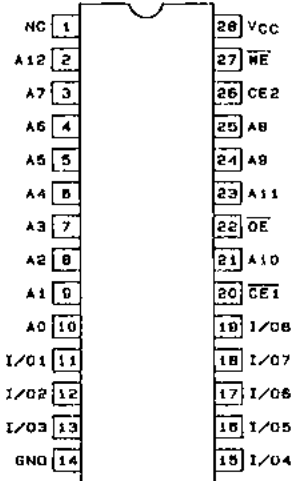 NC 1 28 VCC
A12 2 27 WE
A7 3 26 CE2
A6 4 25 A8
A5 5 24 A9
A4 6 23 A11
A3 7 22 OE
A2 8 21 A10
A1 9 20 CE1
A0 10 19 I/O8
I/O1 11 18 I/O7
I/O2 12 17 I/O6
I/O3 13 16 I/O5
GND 14 15 I/O4